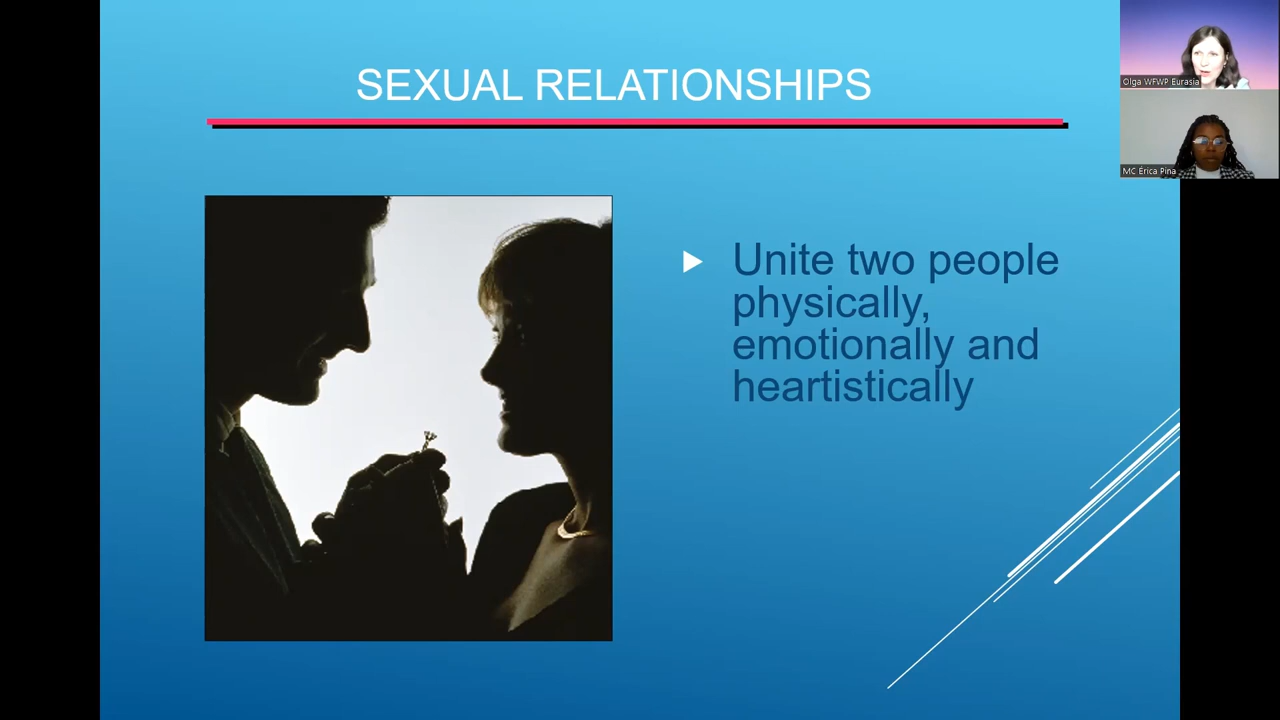 SEXUAL RELATIONSHIPS
Olga WFWP Eurasia
MC Érica Pina
Unite two people
physically,
emotionally and
heartistically